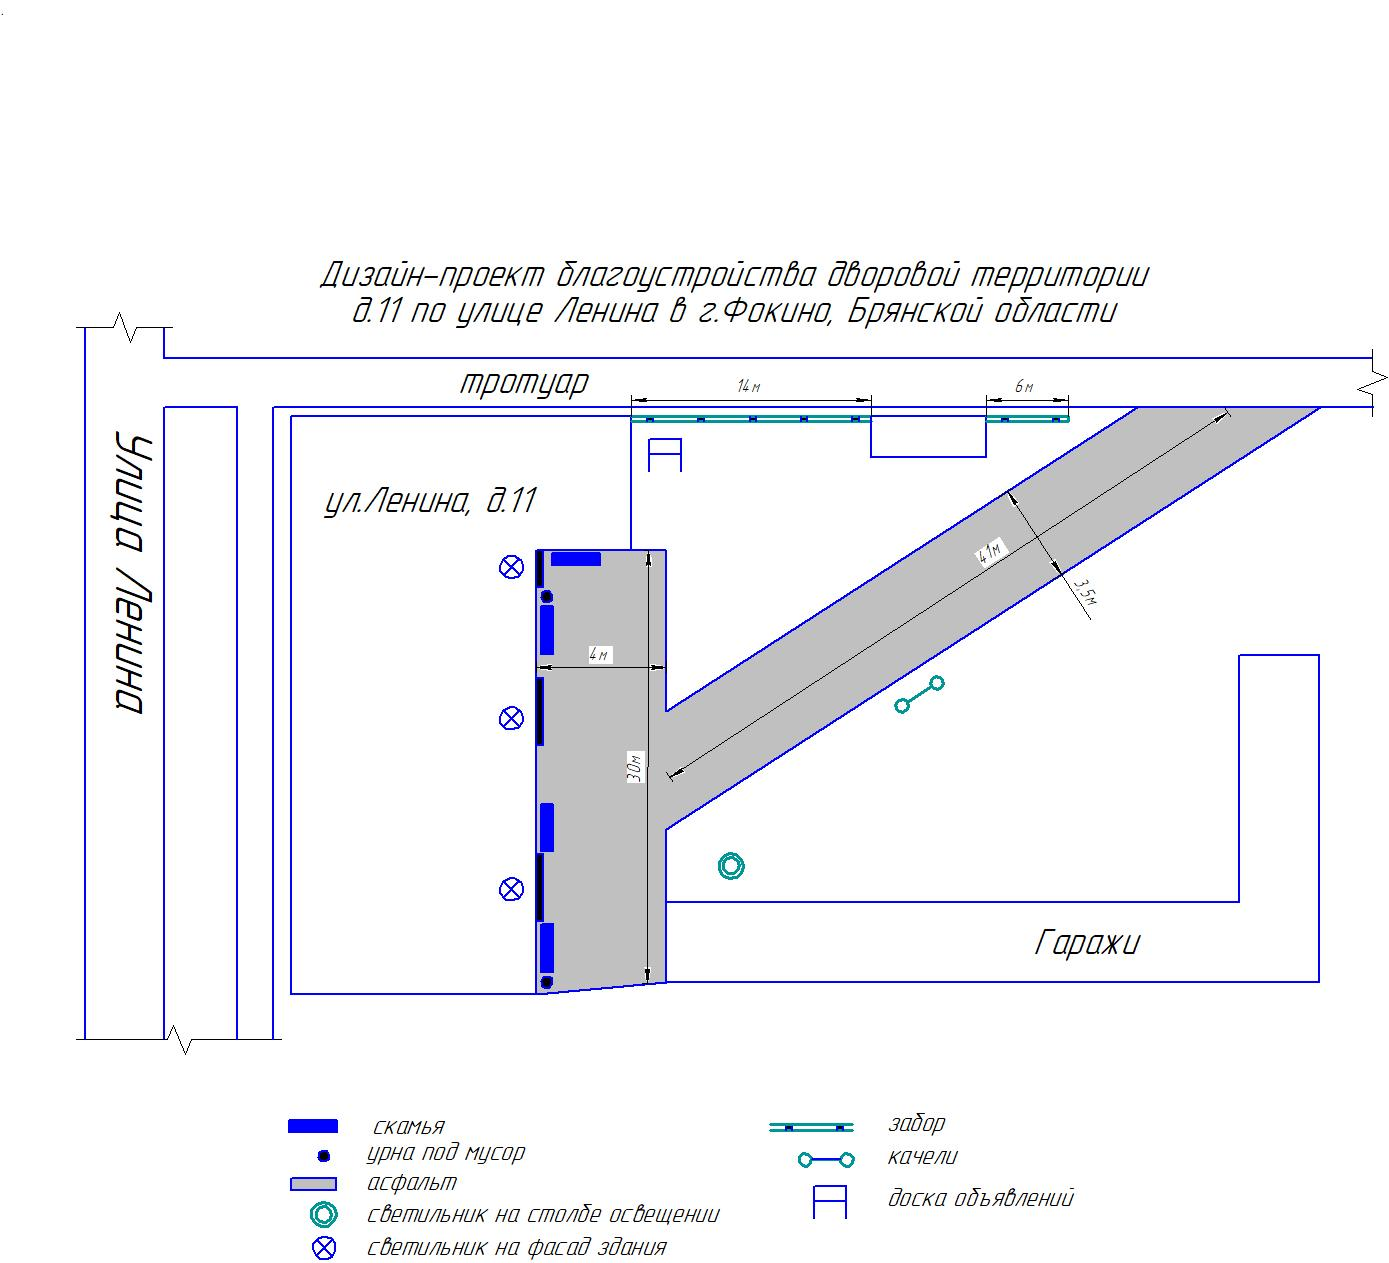 Дизайн-проект благоустройства дворовой территории
д.11 по улице Ленина в г.Фокино, Брянской области
тротуар
14м
6м
Улица Ленина
ул.Ленина, д.11
41м
3.5м
4м
30м
Гаражи
скамья
урна под мусор
асфальт
светильник на столбе освещении
светильник на фасад здания
забор
качели
доска объявлений